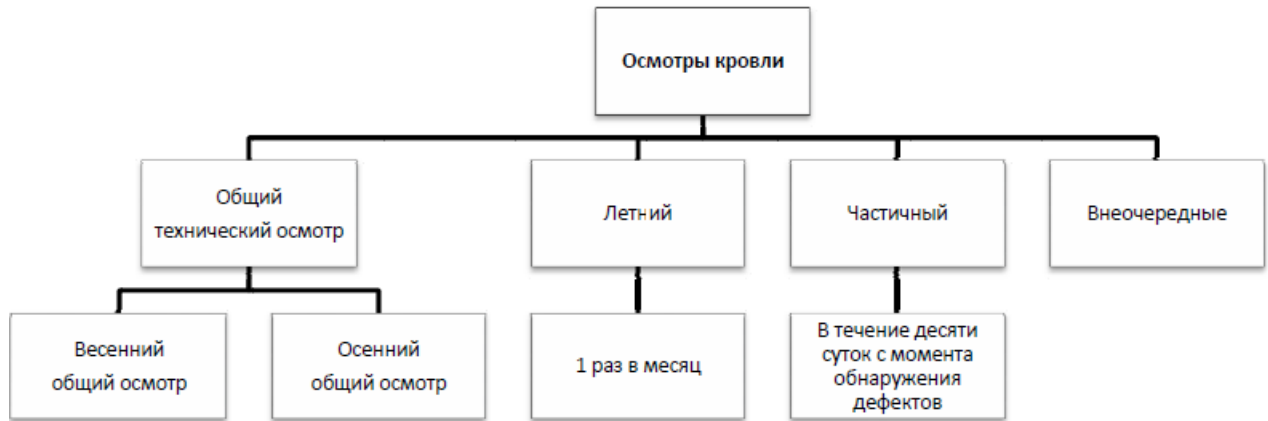 Осмотры кровли
Общий
технический осмотр
Летний
Частичный
Внеочередные
Весенний
общий осмотр
Осенний
общий осмотр
1 раз в месяц
В течение десяти
суток с момента
обнаружения
дефектов